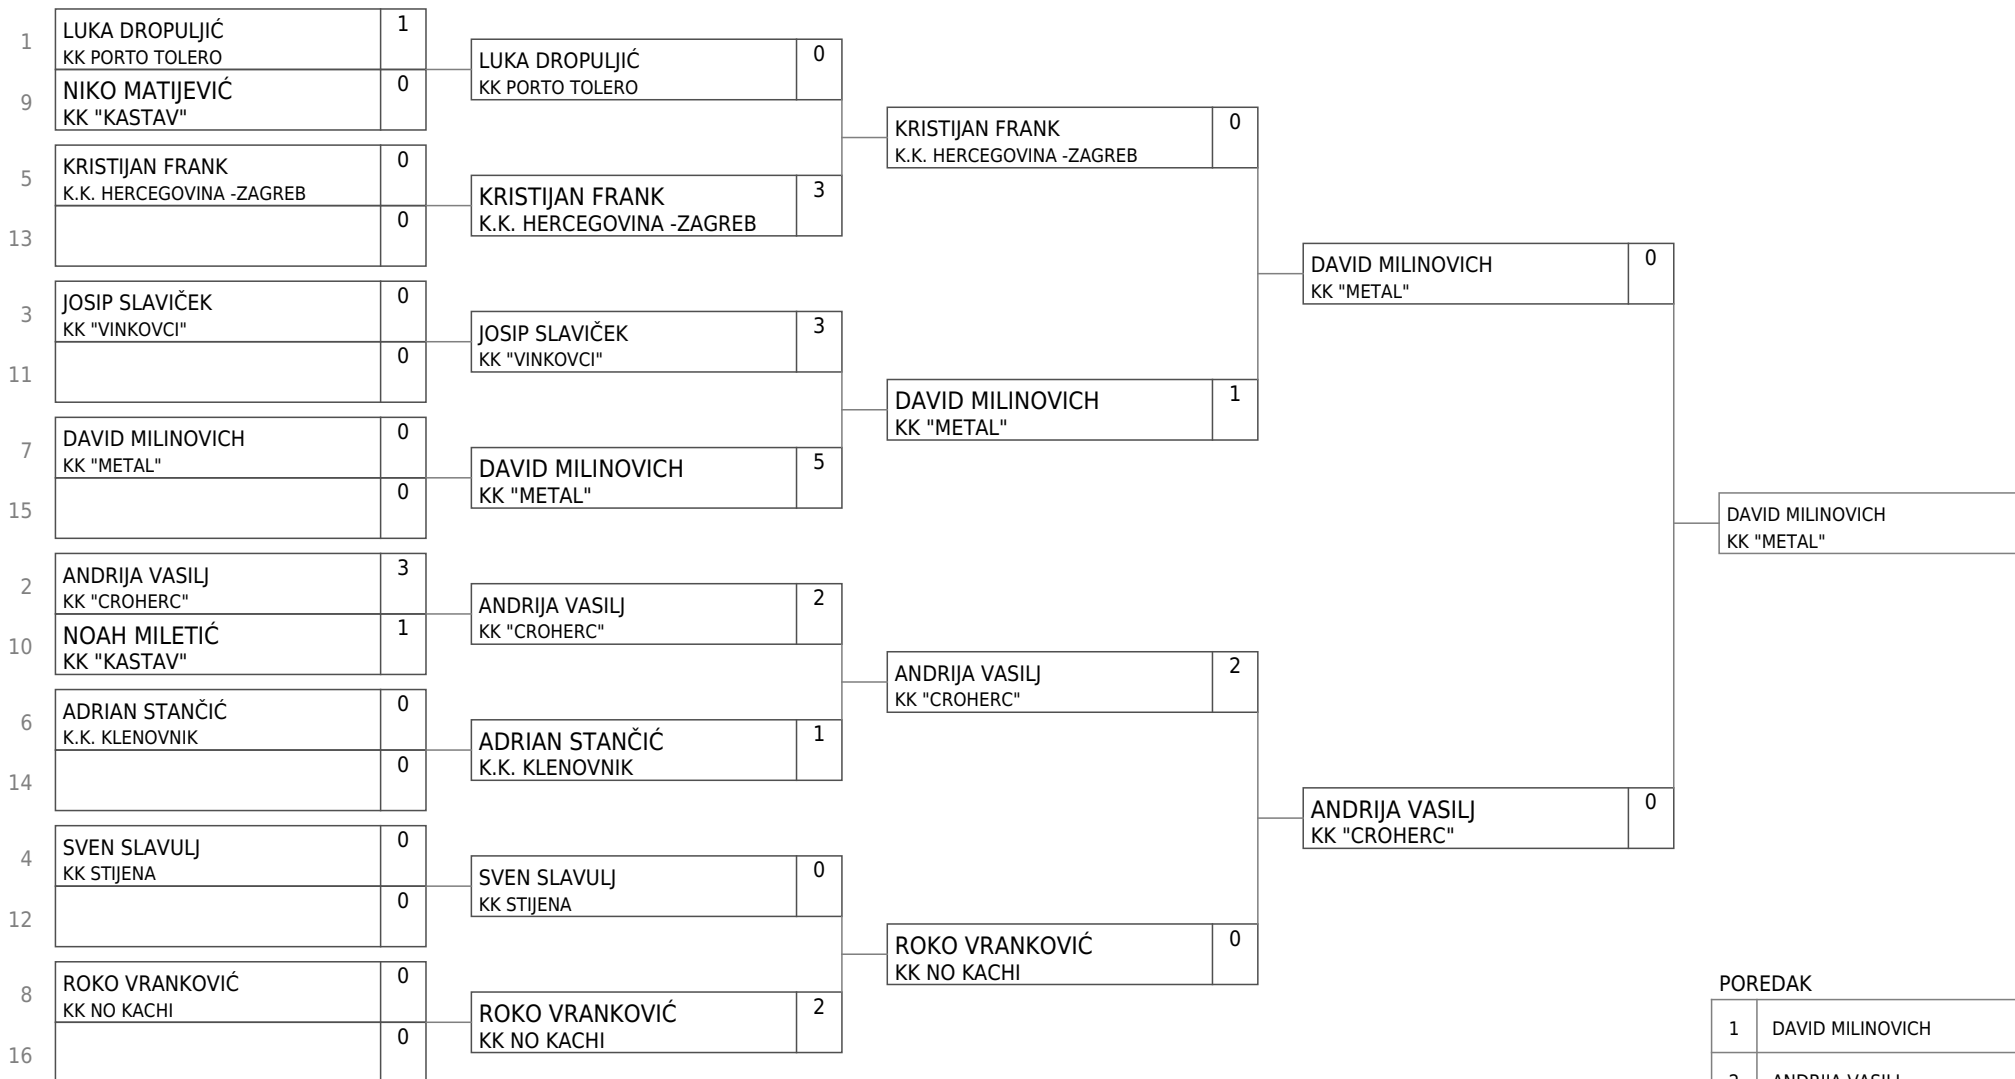 1
LUKA DROPULJIĆ
KK PORTO TOLERO
1
9
NIKO MATIJEVIĆ
KK "KASTAV"
0
5
KRISTIJAN FRANK
K.K. HERCEGOVINA -ZAGREB
0
13
0
3
JOSIP SLAVIČEK
KK "VINKOVCI"
0
11
0
7
DAVID MILINOVICH
KK "METAL"
0
15
0
2
ANDRIJA VASILJ
KK "CROHERC"
3
10
NOAH MILETIĆ
KK "KASTAV"
1
6
ADRIAN STANČIĆ
K.K. KLENOVNIK
0
14
0
4
SVEN SLAVULJ
KK STIJENA
0
12
0
8
ROKO VRANKOVIĆ
KK NO KACHI
0
16
0
LUKA DROPULJIĆ
KK PORTO TOLERO
0
KRISTIJAN FRANK
K.K. HERCEGOVINA -ZAGREB
3
JOSIP SLAVIČEK
KK "VINKOVCI"
3
DAVID MILINOVICH
KK "METAL"
5
ANDRIJA VASILJ
KK "CROHERC"
2
ADRIAN STANČIĆ
K.K. KLENOVNIK
1
SVEN SLAVULJ
KK STIJENA
0
ROKO VRANKOVIĆ
KK NO KACHI
2
KRISTIJAN FRANK
K.K. HERCEGOVINA -ZAGREB
0
DAVID MILINOVICH
KK "METAL"
1
ANDRIJA VASILJ
KK "CROHERC"
2
ROKO VRANKOVIĆ
KK NO KACHI
0
DAVID MILINOVICH
KK "METAL"
0
ANDRIJA VASILJ
KK "CROHERC"
0
DAVID MILINOVICH
KK "METAL"
POREDAK
1 DAVID MILINOVICH
2 ANDRIJA VASILJ